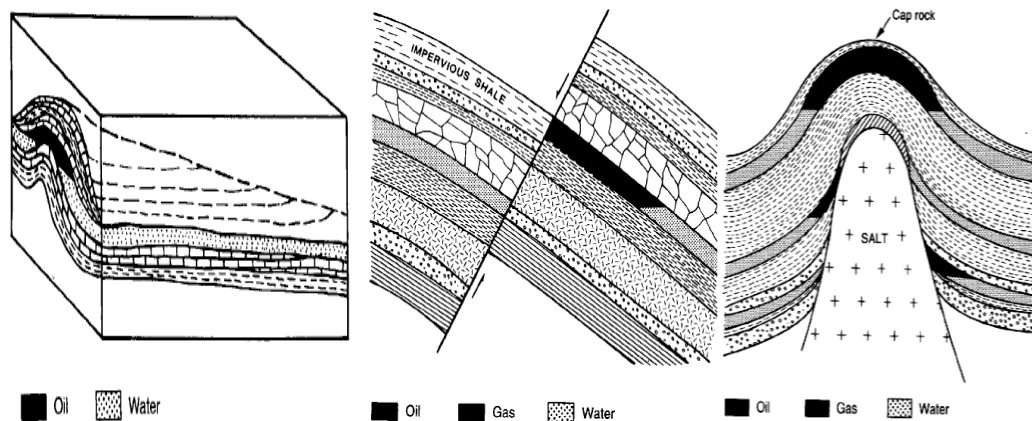 IMPERVIOUS SHALE
Cap rock
SALT
Oil Water
Oil Gas Water
Oil Gas Water